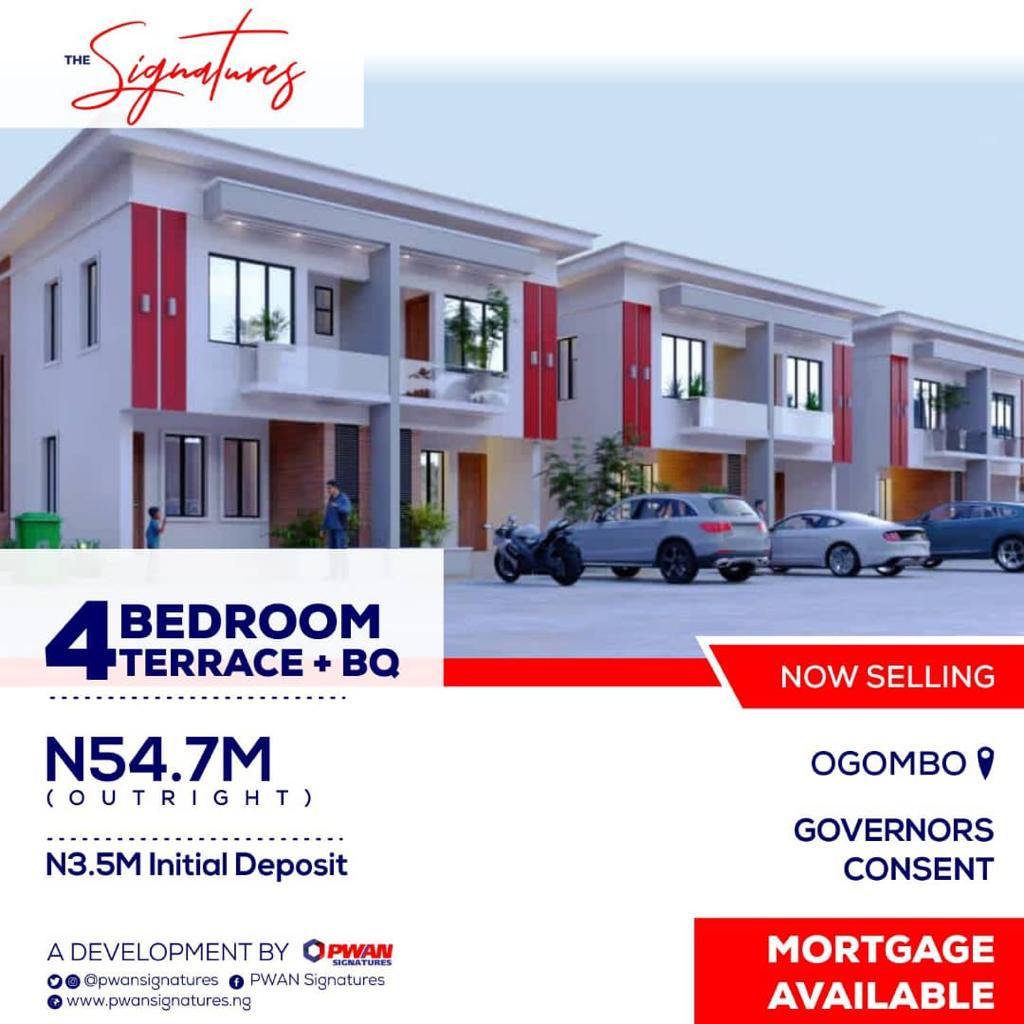 THE Signatures
4 BEDROOM
TERRACE + BQ
N54.7M
(OUTRIGHT)
N3.5M Initial Deposit
A DEVELOPMENT BY PWAN
SIGNATURES
@pwansignatures PWAN Signatures
www.pwansignatures.ng
NOW SELLING
OGOMBO
GOVERNORS
CONSENT
MORTGAGE
AVAILABLE